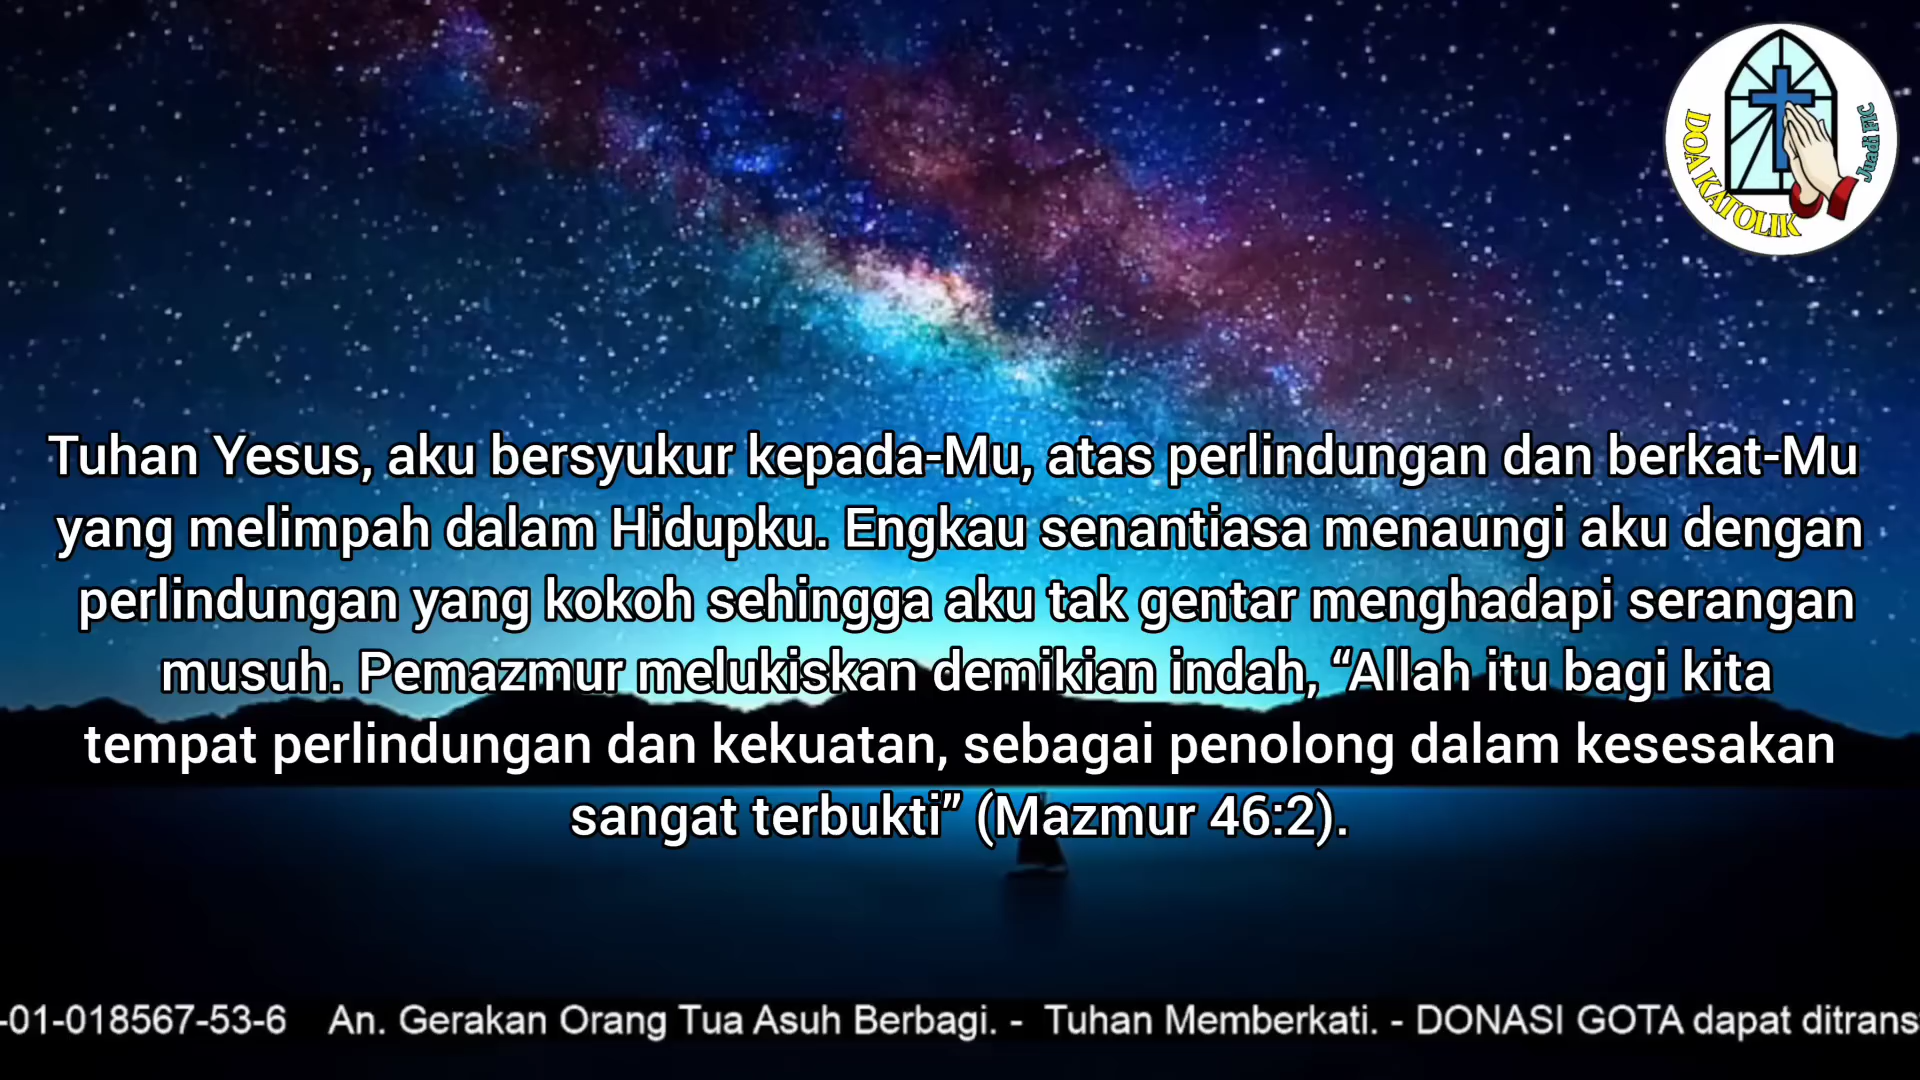 DOA KATOLIK
Juadi FIC
Tuhan Yesus, aku bersyukur kepada-Mu, atas perlindungan dan berkat-Mu
yang melimpah dalam Hidupku. Engkau senantiasa menaungi aku dengan
perlindungan yang kokoh sehingga aku tak gentar menghadapi serangan
musuh. Pemazmur melukiskan demikian indah, “Allah itu bagi kita
tempat perlindungan dan kekuatan, sebagai penolong dalam kesesakan
sangat terbukti” (Mazmur 46:2).
-01-018567-53-6 An. Gerakan Orang Tua Asuh Berbagi. - Tuhan Memberkati. - DONASI GOTA dapat ditrans